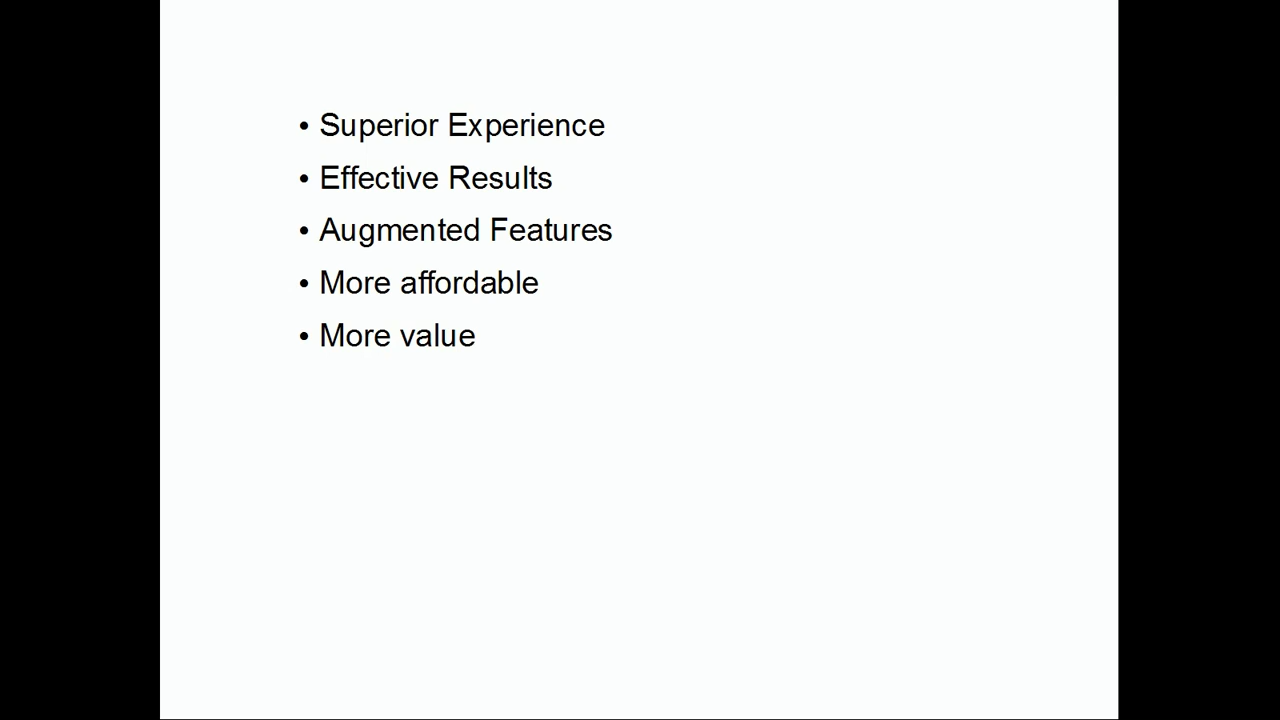 • Superior Experience
• Effective Results
• Augmented Features
• More affordable
• More value